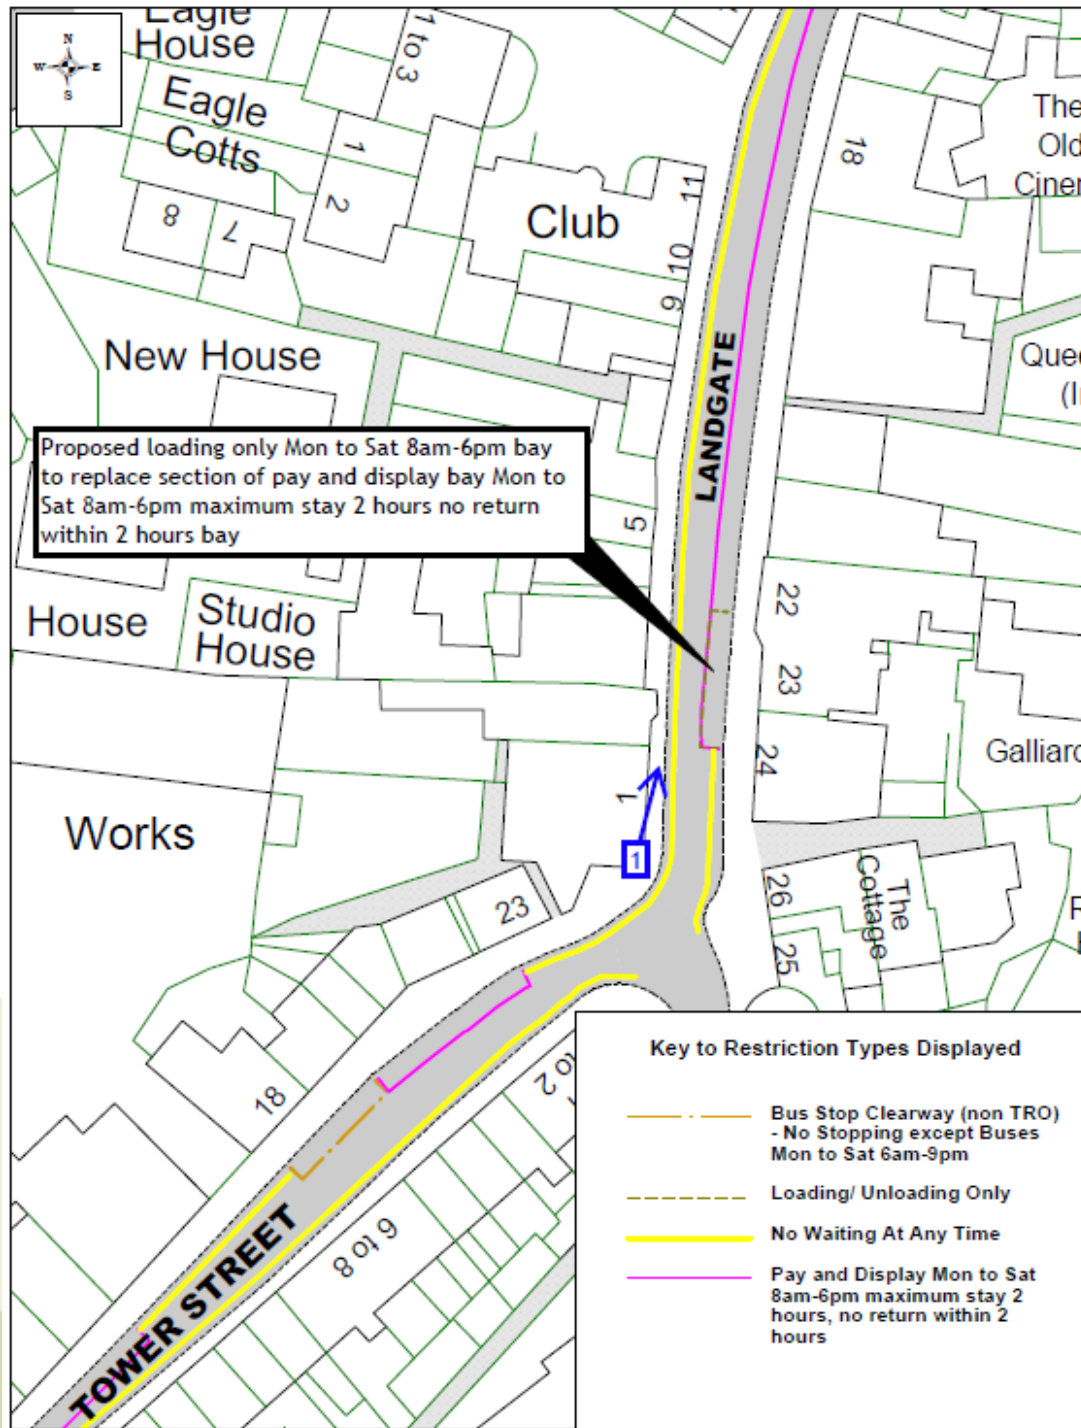 Eagle
House
N
W E
S
1 to 3
Eagle
Cotts
1
2
8
7
Club
11
10
9
18
The
Old
New House
LANDGATE
Proposed loading only Mon to Sat 8am-6pm bay
to replace section of pay and display bay Mon to
Sat 8am-6pm maximum stay 2 hours no return
within 2 hours bay
5
22
House
Studio
House
23
24
Works
1
1
23
26
The
Cottage
25
18
6 to 8
TOWER STREET
Key to Restriction Types Displayed
Bus Stop Clearway (non TRO)
- No Stopping except Buses
Mon to Sat 6am-9pm
Loading/ Unloading Only
No Waiting At Any Time
Pay and Display Mon to Sat
8am-6pm maximum stay 2
hours, no return within 2
hours